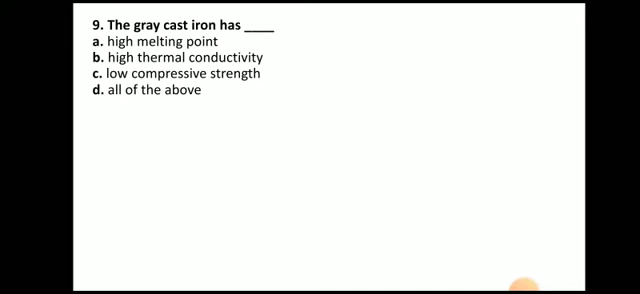 9. The gray cast iron has ____
a. high melting point
b. high thermal conductivity
c. low compressive strength
d. all of the above